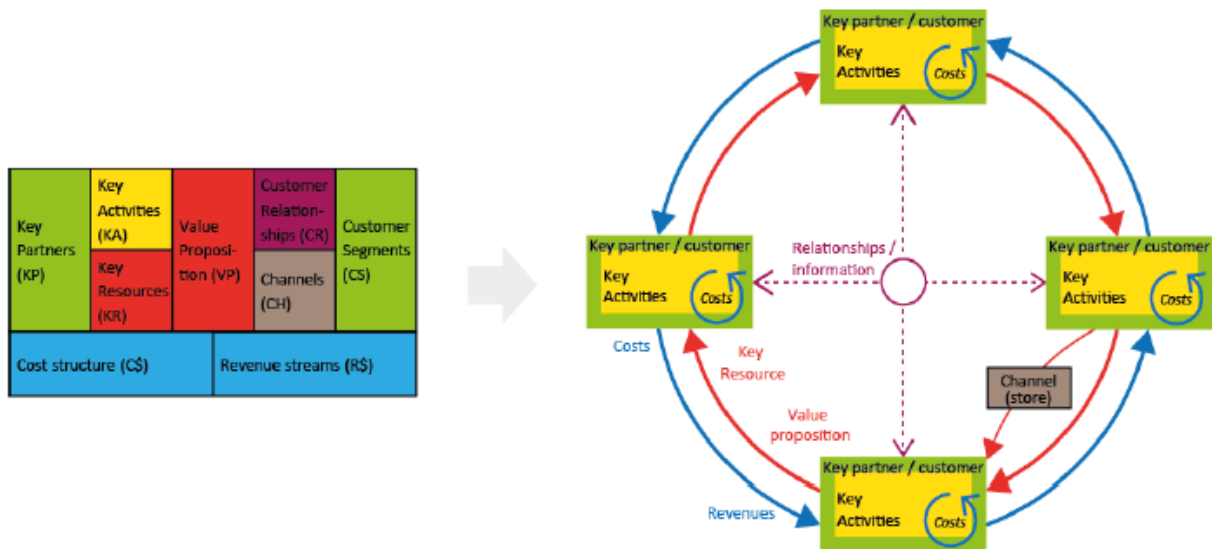 Key
Partners
(KP)
Key
Activities
(KA)
Key
Resources
(KR)
Value
Proposi-
tion (VP)
Customer
Relation-
ships (CR)
Channels
(CH)
Customer
Segments
(CS)
Cost structure (C$)
Revenue streams (R$)
Key partner / customer
Key
Activities
Costs
Key partner / customer
Key
Activities
Costs
Relationships /
information
Key partner / customer
Key
Activities
Costs
Costs
Key
Resource
Channel
(store)
Value
proposition
Revenues
Key partner / customer
Key
Activities
Costs